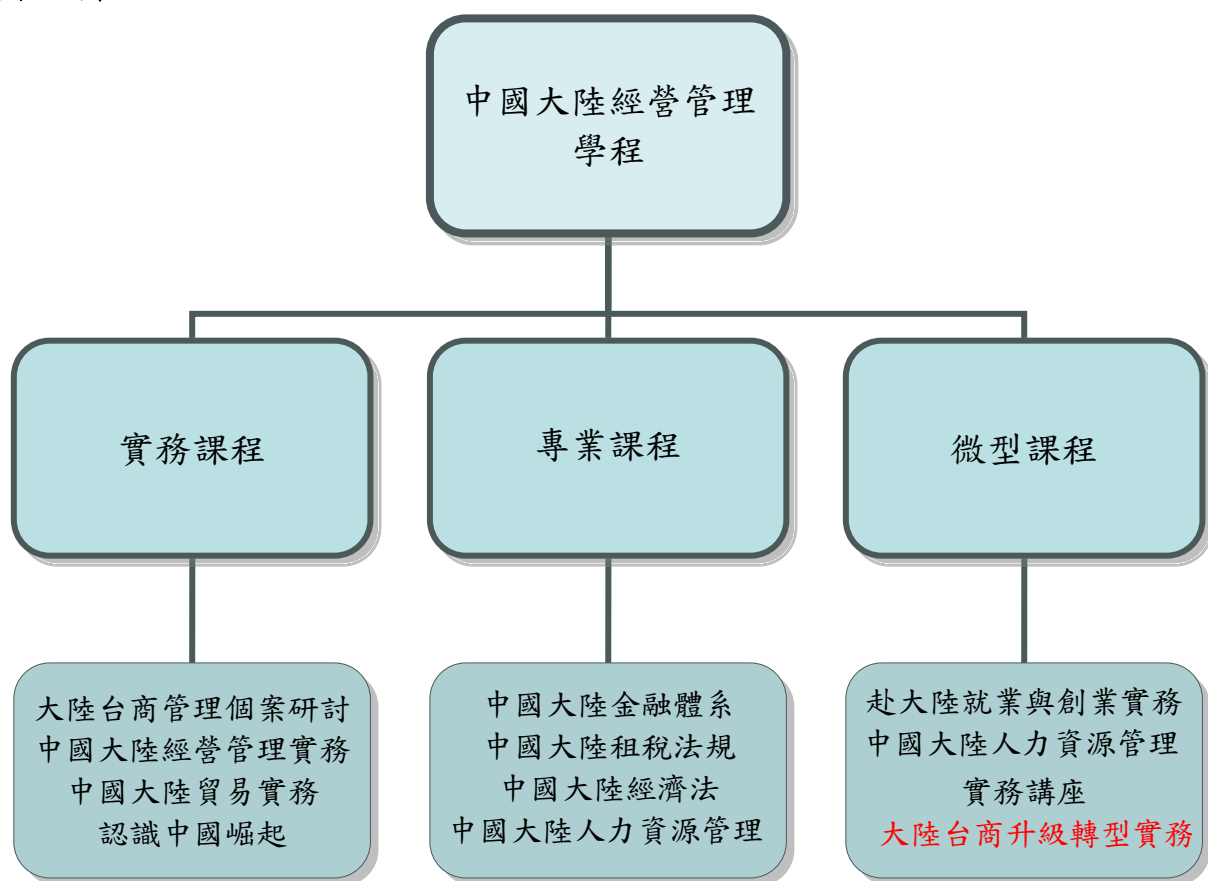 中國大陸經營管理
學程
實務課程
專業課程
微型課程
大陸台商管理個案研討
中國大陸經營管理實務
中國大陸貿易實務
認識中國崛起
中國大陸金融體系
中國大陸租稅法規
中國大陸經濟法
中國大陸人力資源管理
赴大陸就業與創業實務
中國大陸人力資源管理
實務講座
大陸台商升級轉型實務